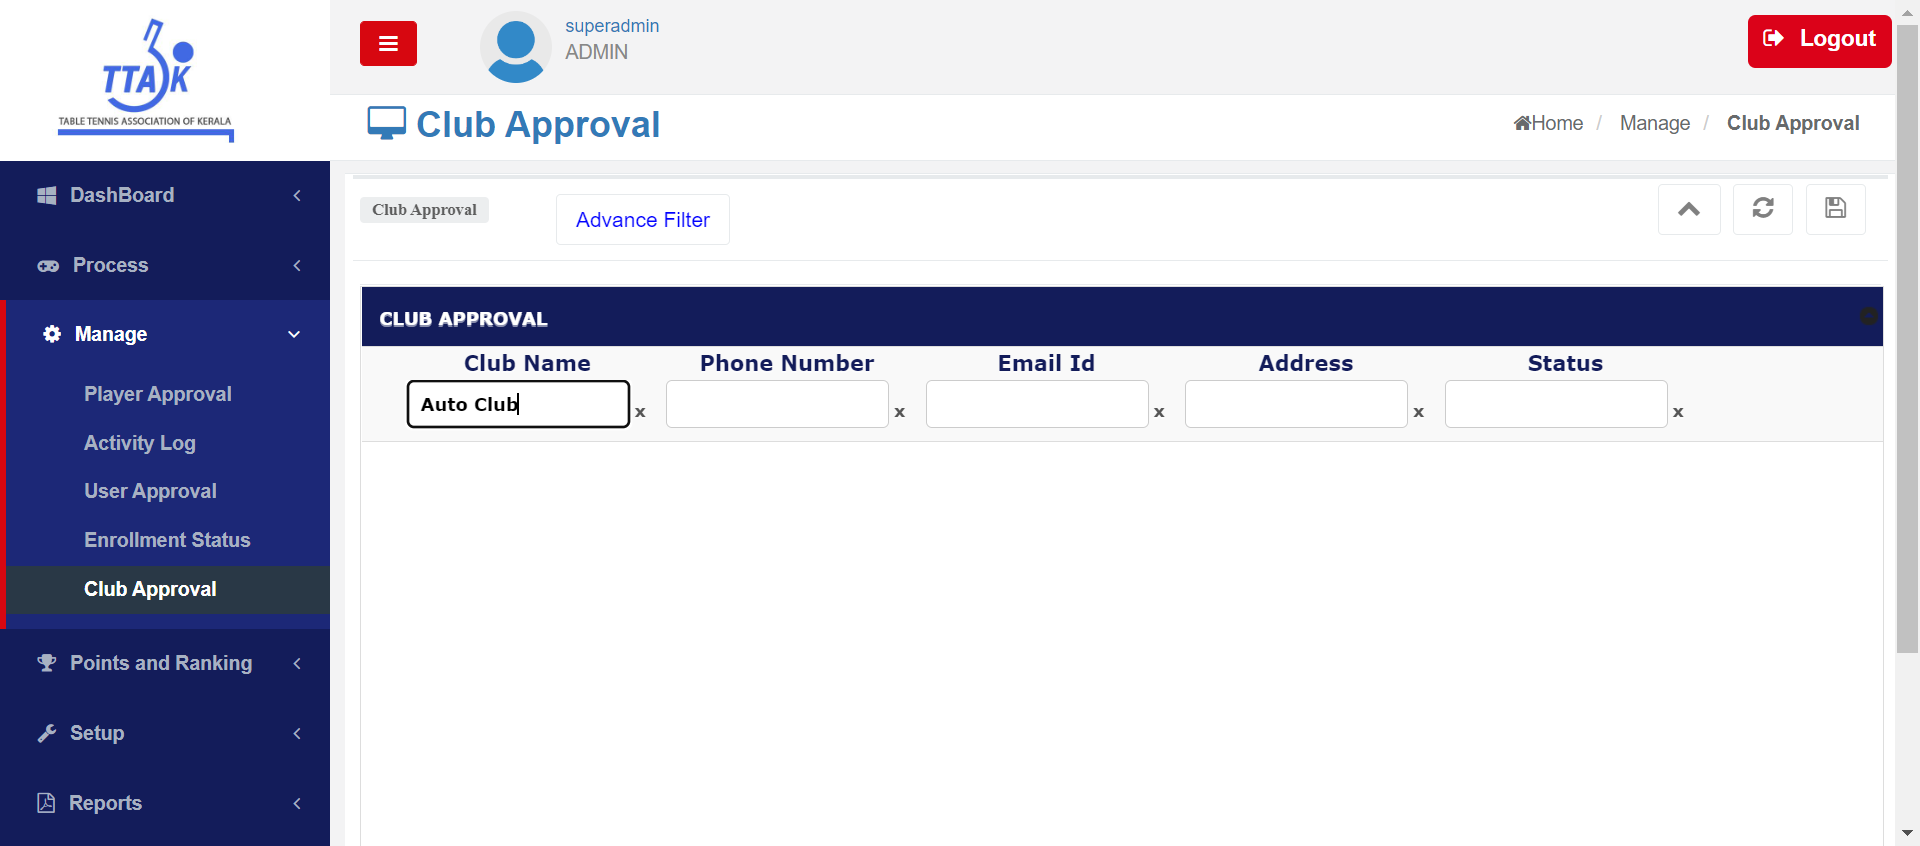 TTAK
TABLE TENNIS ASSOCIATION OF KERALA
superadmin
ADMIN
Logout
Club Approval
Home / Manage / Club Approval
DashBoard
Process
Manage
Player Approval
Activity Log
User Approval
Enrollment Status
Club Approval
Points and Ranking
Setup
Reports
Club Approval
Advance Filter
CLUB APPROVAL
Club Name Phone Number Email Id Address Status
Auto Club x x x x x